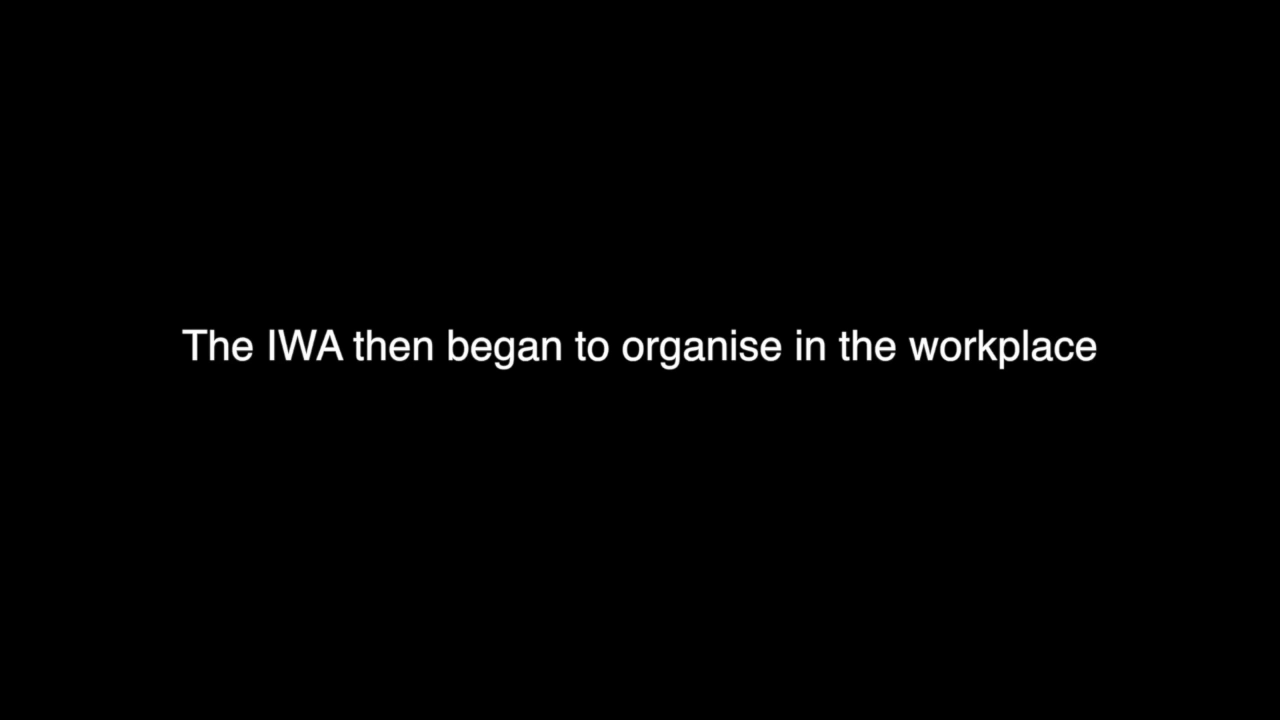 The IWA then began to organise in the workplace